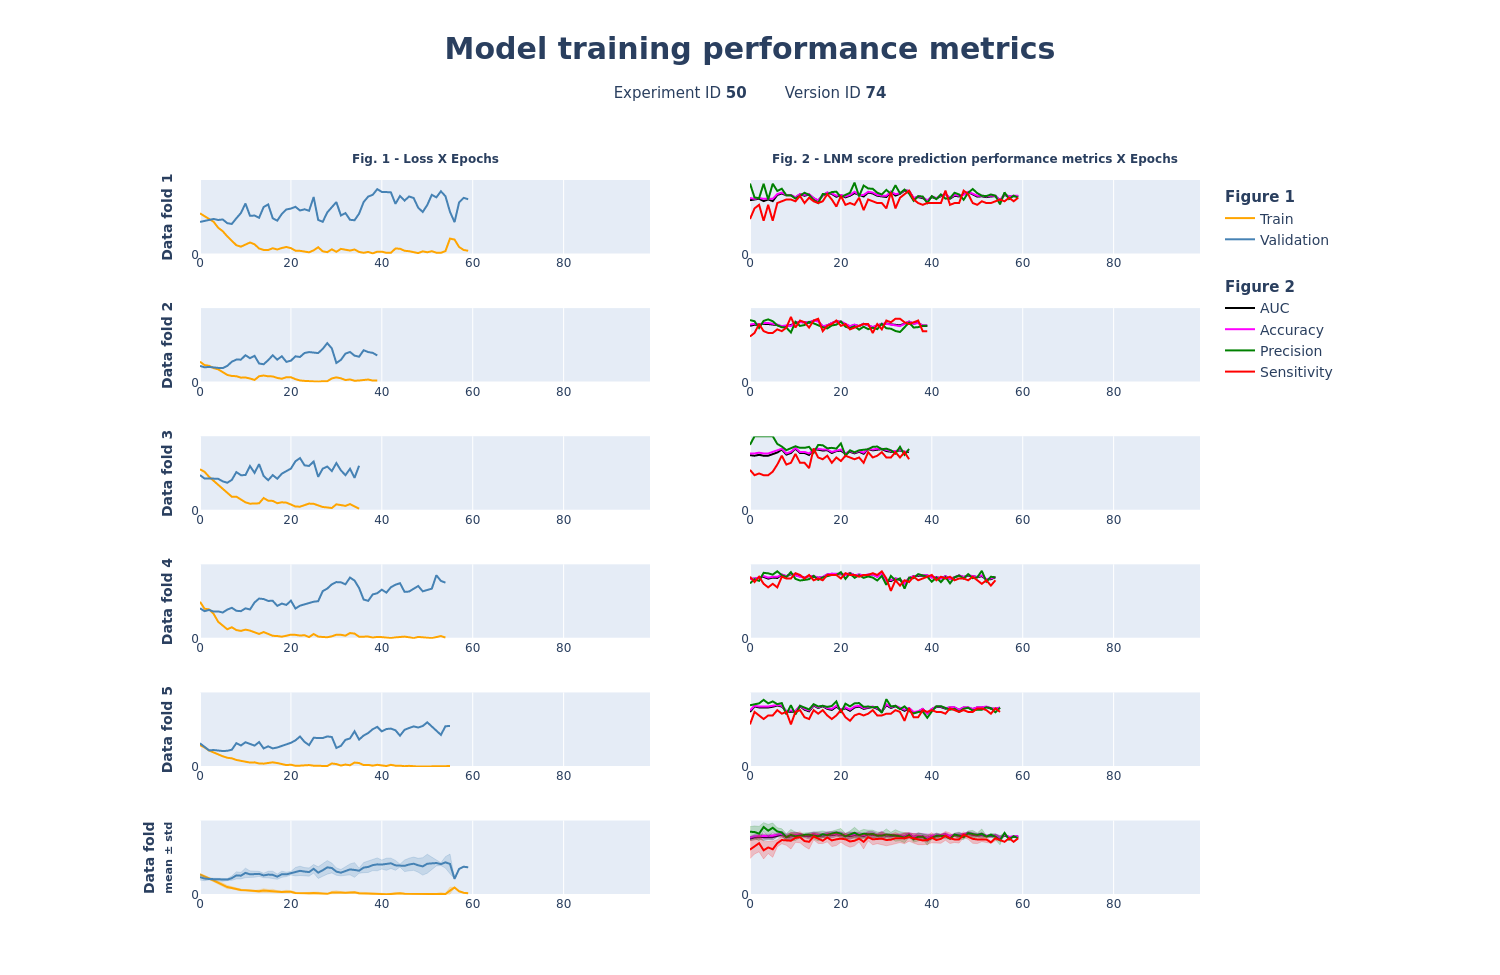 Model training performance metrics
Experiment ID 50 Version ID 74
Fig. 1 - Loss X Epochs
Fig. 2 - LNM score prediction performance metrics X Epochs
Data fold 1
0
0 20 40 60 80
0
0 20 40 60 80
Figure 1
Train
Validation
Figure 2
AUC
Accuracy
Precision
Sensitivity
Data fold 2
0
0 20 40 60 80
0
0 20 40 60 80
Data fold 3
0
0 20 40 60 80
0
0 20 40 60 80
Data fold 4
0
0 20 40 60 80
0
0 20 40 60 80
Data fold 5
0
0 20 40 60 80
0
0 20 40 60 80
Data fold
mean ± std
0
0 20 40 60 80
0
0 20 40 60 80